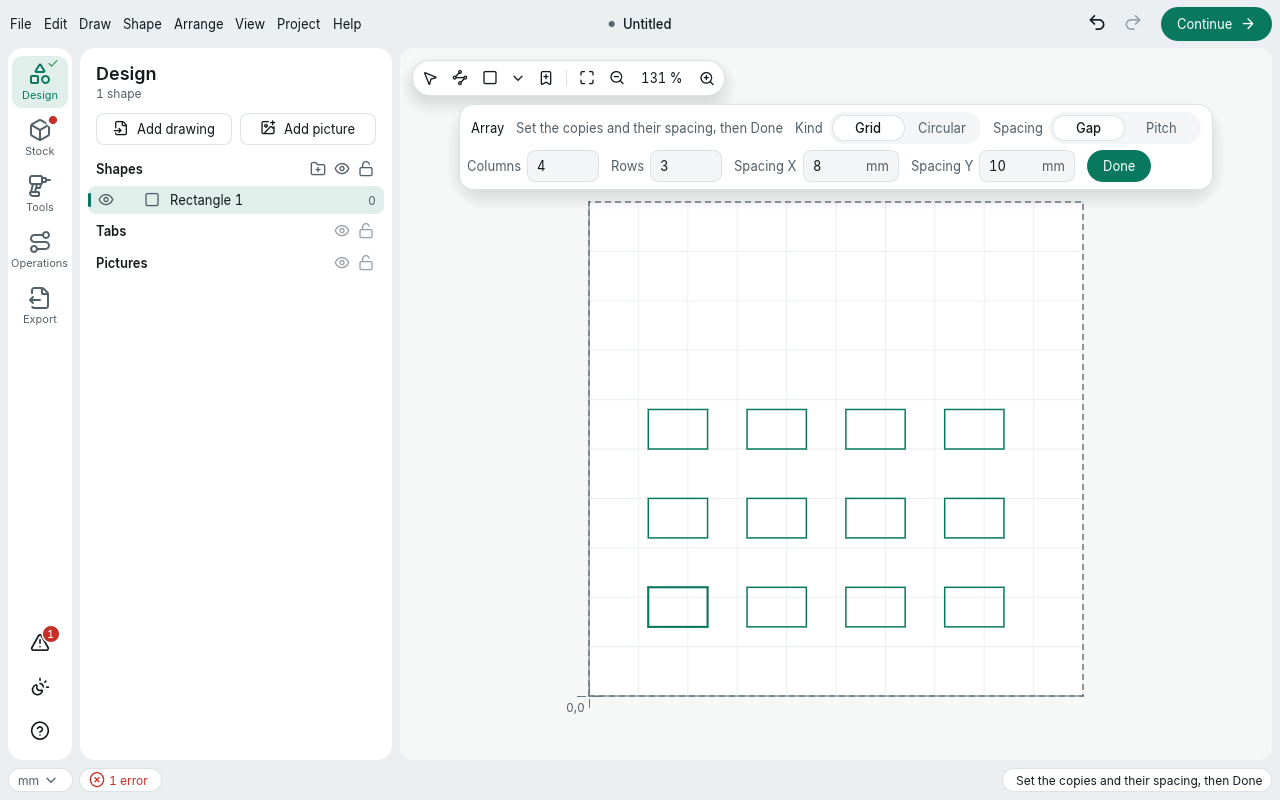 File Edit Draw Shape Arrange View Project Help
Untitled
Continue
Design
Stock
Tools
Operations
Export
1
Design
1 shape
Add drawing
Add picture
Shapes
Rectangle 1
0
Tabs
Pictures
131 %
Array Set the copies and their spacing, then Done Kind Grid Circular Spacing Gap Pitch
Columns 4 Rows 3 Spacing X 8 mm Spacing Y 10 mm Done
0,0
mm
1 error
Set the copies and their spacing, then Done